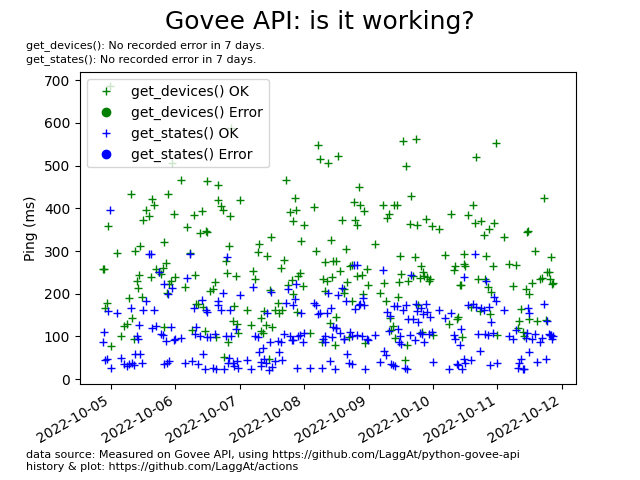 Govee API: is it working?
get_devices(): No recorded error in 7 days.
get_states(): No recorded error in 7 days.
get_devices() OK
get_devices() Error
get_states() OK
get_states() Error
Ping (ms)
700
600
500
400
300
200
100
0
2022-10-05
2022-10-06
2022-10-07
2022-10-08
2022-10-09
2022-10-10
2022-10-11
2022-10-12
data source: Measured on Govee API, using https://github.com/LaggAt/python-govee-api
history & plot: https://github.com/LaggAt/actions